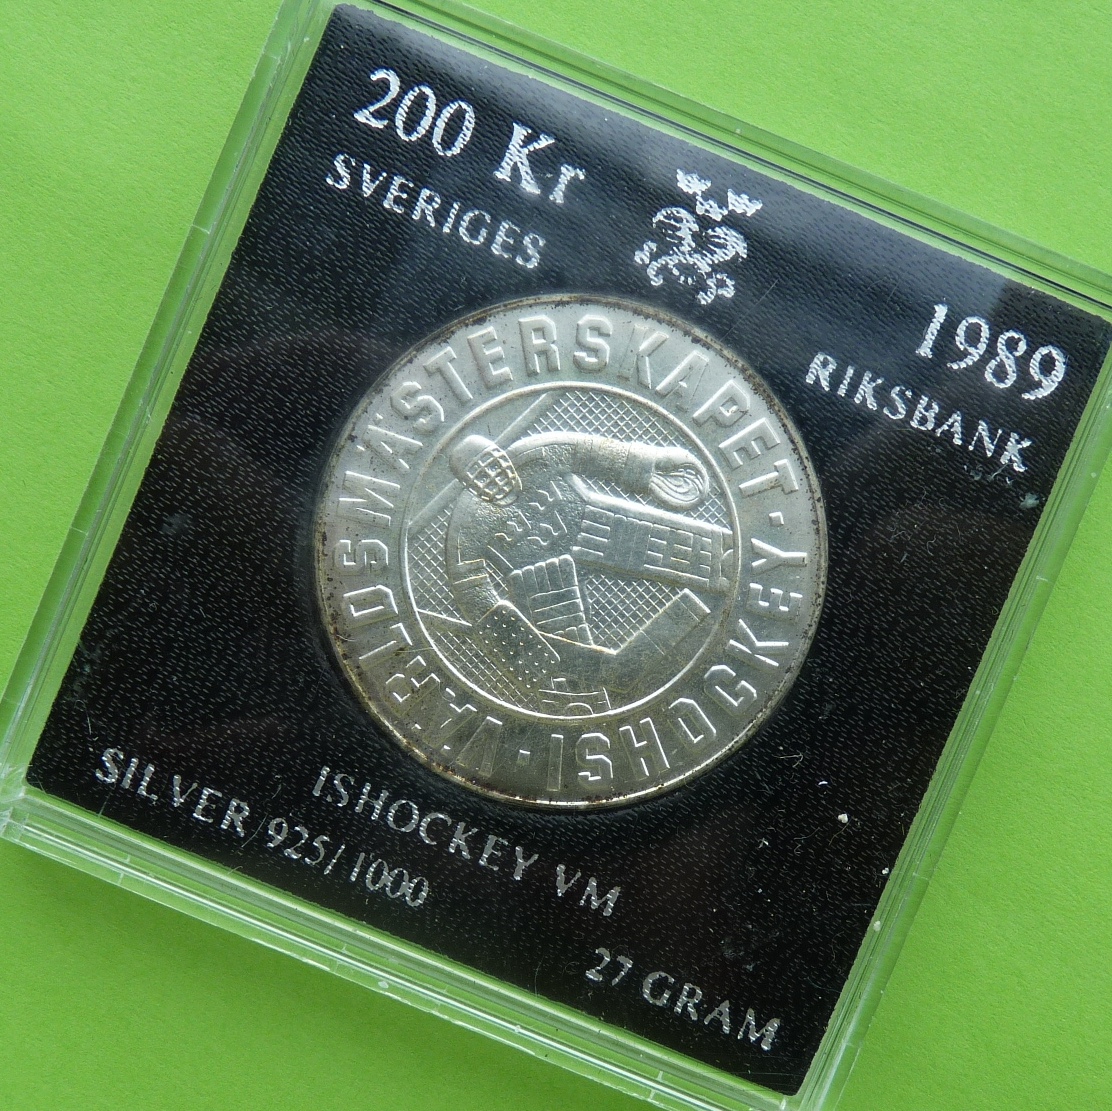 200 Kr
SVERIGES
1989
RIKSBANK
VÄRLDSMÄSTERSKAPET · ISHOCKEY ·
ISHOCKEY VM
SILVER 925/1000
27 GRAM